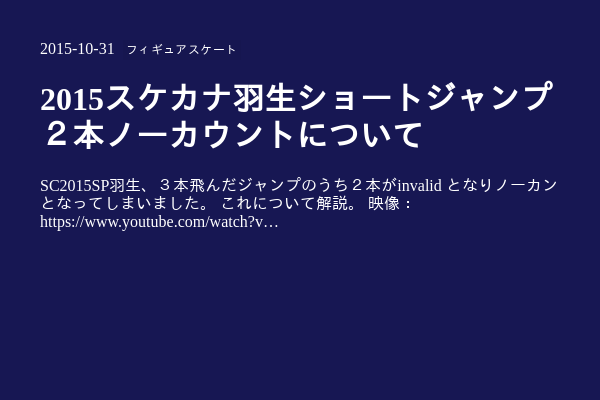 2015-10-31 フィギュアスケート
2015スケカナ羽生ショートジャンプ
２本ノーカウントについて
SC2015SP羽生、３本飛んだジャンプのうち２本がinvalid となりノーカン
となってしまいました。 これについて解説。 映像：
https://www.youtube.com/watch?v…